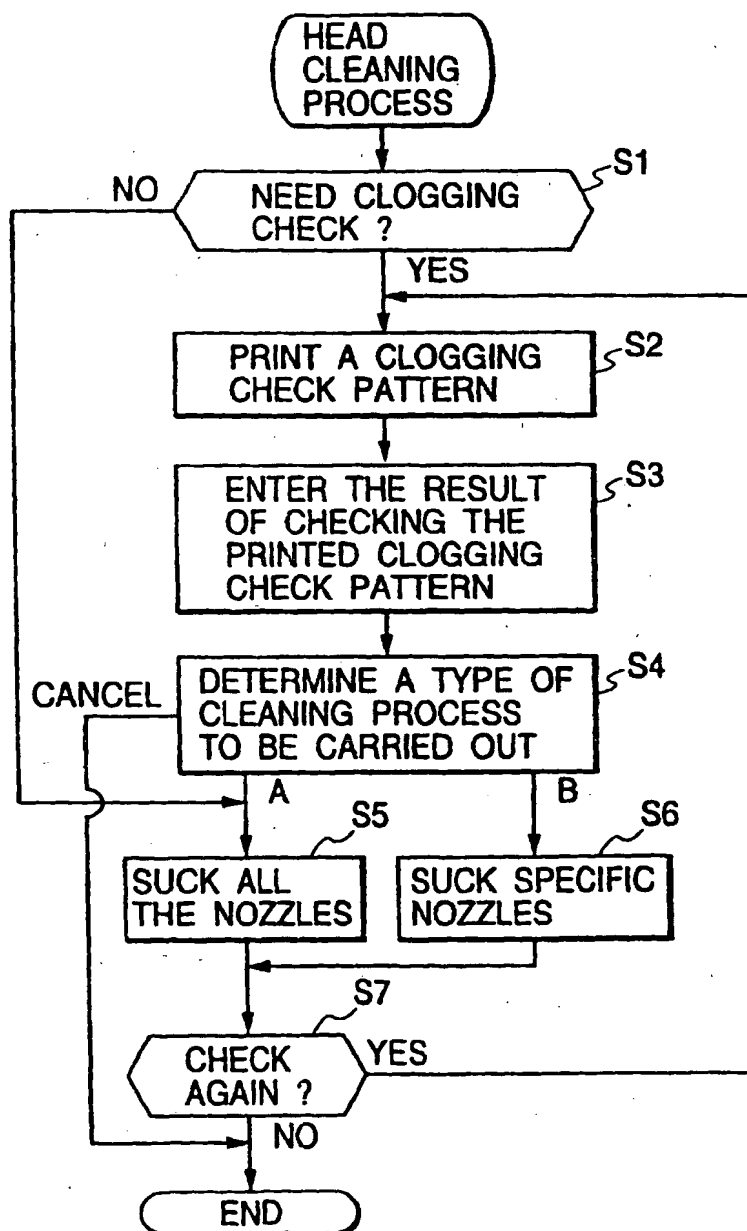 HEAD
CLEANING
PROCESS
S1
NO
NEED CLOGGING
CHECK ?
YES
S2
PRINT A CLOGGING
CHECK PATTERN
S3
ENTER THE RESULT
OF CHECKING THE
PRINTED CLOGGING
CHECK PATTERN
S4
CANCEL
DETERMINE A TYPE OF
CLEANING PROCESS
TO BE CARRIED OUT
A
B
S5
S6
SUCK ALL
THE NOZZLES
SUCK SPECIFIC
NOZZLES
S7
CHECK
AGAIN ?
YES
NO
END